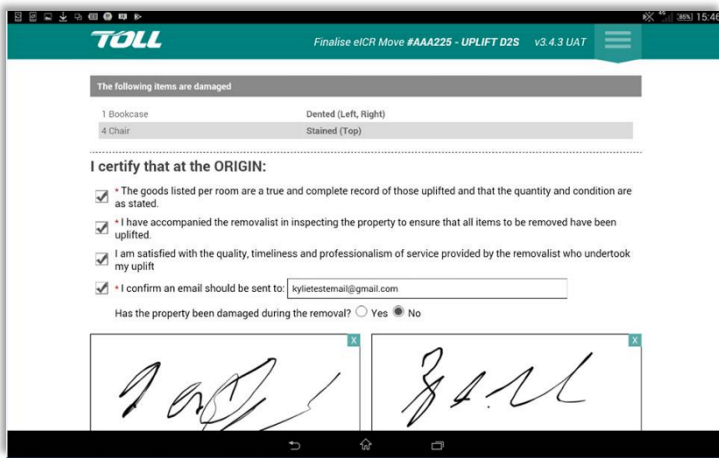 86% 15:46
TOLL Finalise eICR Move #AAA225 - UPLIFT D2S v3.4.3 UAT
The following items are damaged
1 Bookcase Dented (Left, Right)
4 Chair Stained (Top)
I certify that at the ORIGIN:
* The goods listed per room are a true and complete record of those uplifted and that the quantity and condition are
as stated.
* I have accompanied the removalist in inspecting the property to ensure that all items to be removed have been
uplifted.
I am satisfied with the quality, timeliness and professionalism of service provided by the removalist who undertook
my uplift
* I confirm an email should be sent to: kylietestemail@gmail.com
Has the property been damaged during the removal? Yes No
X X